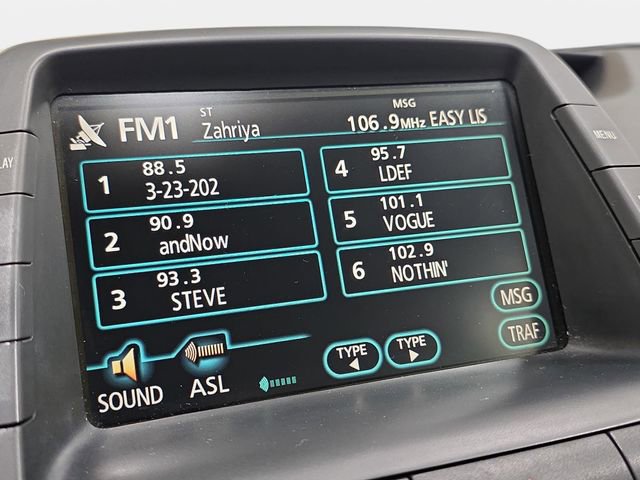 FM1 ST Zahriya MSG 106.9MHz EASY LIS
1 88.5 3-23-202
2 90.9 andNow
3 93.3 STEVE
4 95.7 LDEF
5 101.1 VOGUE
6 102.9 NOTHIN'
MSG
TRAF
SOUND
ASL
TYPE
TYPE
MENU